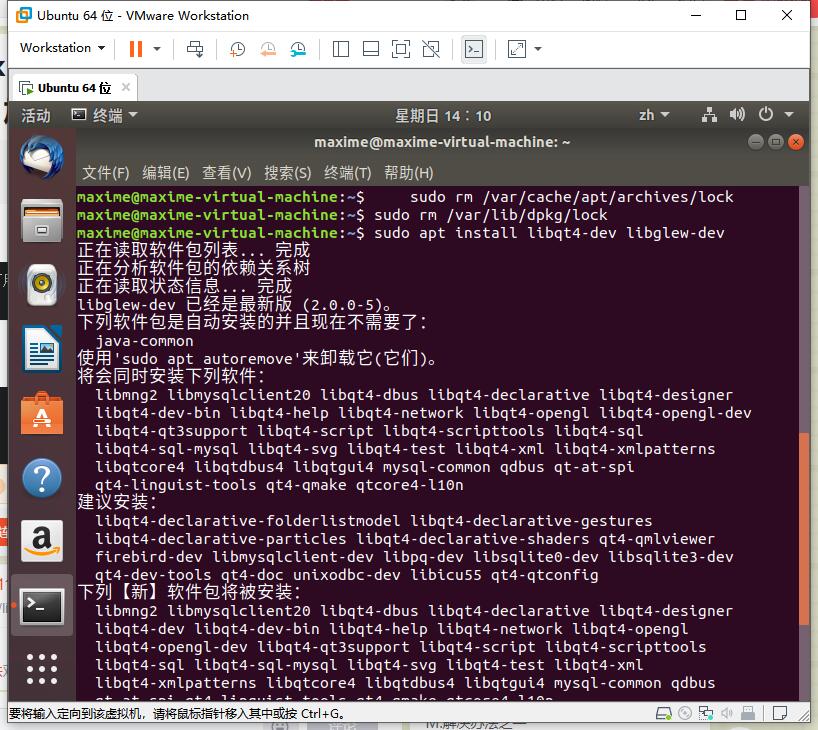 Ubuntu 64 位 - VMware Workstation
Workstation
Ubuntu 64 位
活动 终端 星期日 14：10 zh
maxime@maxime-virtual-machine: ~
文件(F) 编辑(E) 查看(V) 搜索(S) 终端(T) 帮助(H)
maxime@maxime-virtual-machine:~$     sudo rm /var/cache/apt/archives/lock
maxime@maxime-virtual-machine:~$ sudo rm /var/lib/dpkg/lock
maxime@maxime-virtual-machine:~$ sudo apt install libqt4-dev libglew-dev
正在读取软件包列表... 完成
正在分析软件包的依赖关系树
正在读取状态信息... 完成
libglew-dev 已经是最新版 (2.0.0-5)。
下列软件包是自动安装的并且现在不需要了：
java-common
使用'sudo apt autoremove'来卸载它(它们)。
将会同时安装下列软件：
libmng2 libmysqlclient20 libqt4-dbus libqt4-declarative libqt4-designer
libqt4-dev-bin libqt4-help libqt4-network libqt4-opengl libqt4-opengl-dev
libqt4-qt3support libqt4-script libqt4-scripttools libqt4-sql
libqt4-sql-mysql libqt4-svg libqt4-test libqt4-xml libqt4-xmlpatterns
libqtcore4 libqtdbus4 libqtgui4 mysql-common qdbus qt-at-spi
qt4-linguist-tools qt4-qmake qtcore4-l10n
建议安装：
libqt4-declarative-folderlistmodel libqt4-declarative-gestures
libqt4-declarative-particles libqt4-declarative-shaders qt4-qmlviewer
firebird-dev libmysqlclient-dev libpq-dev libsqlite0-dev libsqlite3-dev
qt4-dev-tools qt4-doc unixodbc-dev libicu55 qt4-qtconfig
下列【新】软件包将被安装：
libmng2 libmysqlclient20 libqt4-dbus libqt4-declarative libqt4-designer
libqt4-dev libqt4-dev-bin libqt4-help libqt4-network libqt4-opengl
libqt4-opengl-dev libqt4-qt3support libqt4-script libqt4-scripttools
libqt4-sql libqt4-sql-mysql libqt4-svg libqt4-test libqt4-xml
libqt4-xmlpatterns libqtcore4 libqtdbus4 libqtgui4 mysql-common qdbus
qt-at-spi qt4-linguist-tools qt4-qmake qtcore4-l10n
要将输入定向到该虚拟机，请将鼠标指针移入其中或按 Ctrl+G。